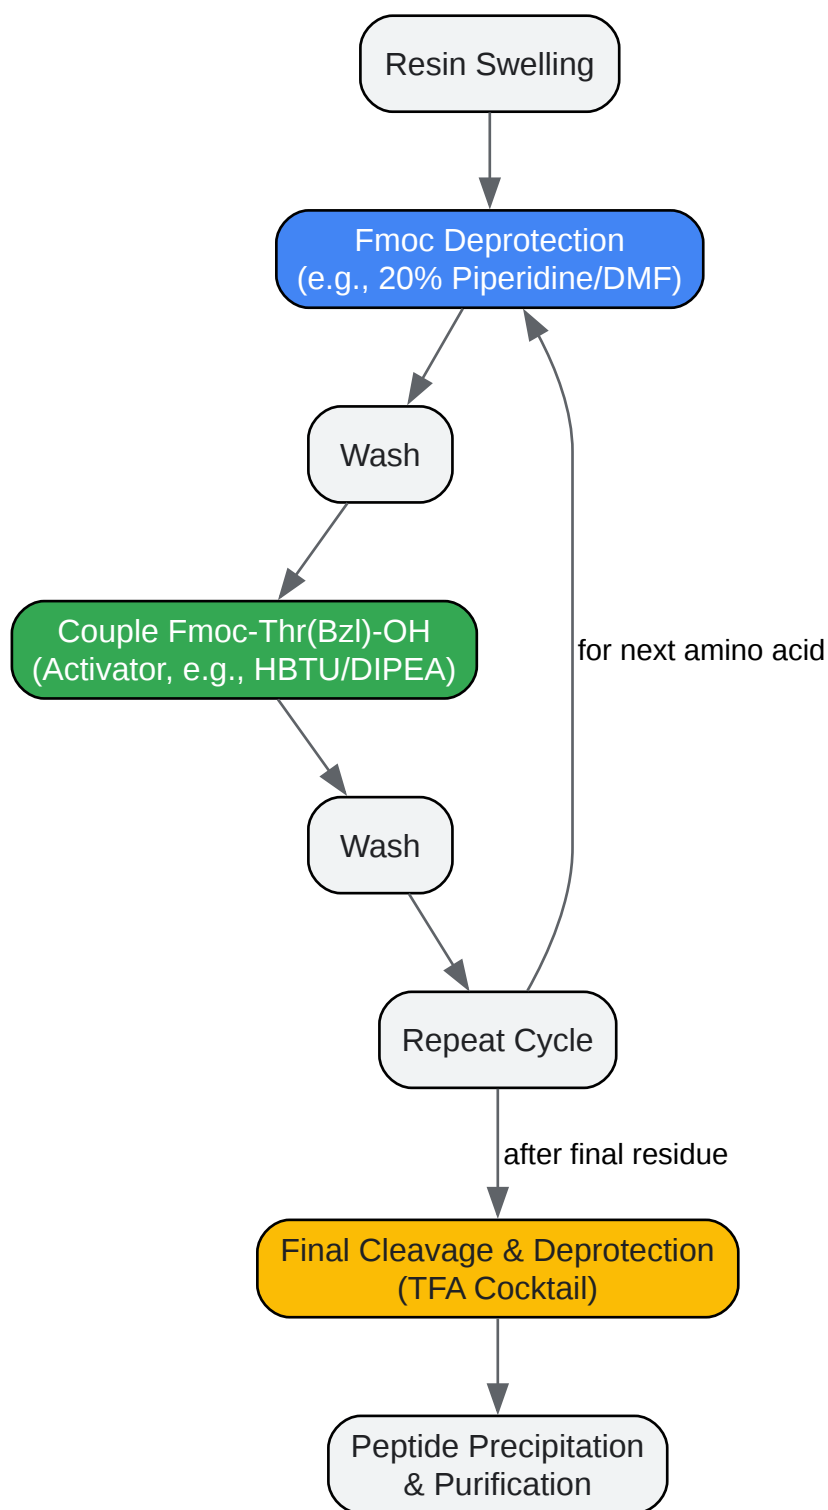 Resin Swelling
Fmoc Deprotection
(e.g., 20% Piperidine/DMF)
Wash
Couple Fmoc-Thr(Bzl)-OH
(Activator, e.g., HBTU/DIPEA)
for next amino acid
Wash
Repeat Cycle
after final residue
Final Cleavage & Deprotection
(TFA Cocktail)
Peptide Precipitation
& Purification